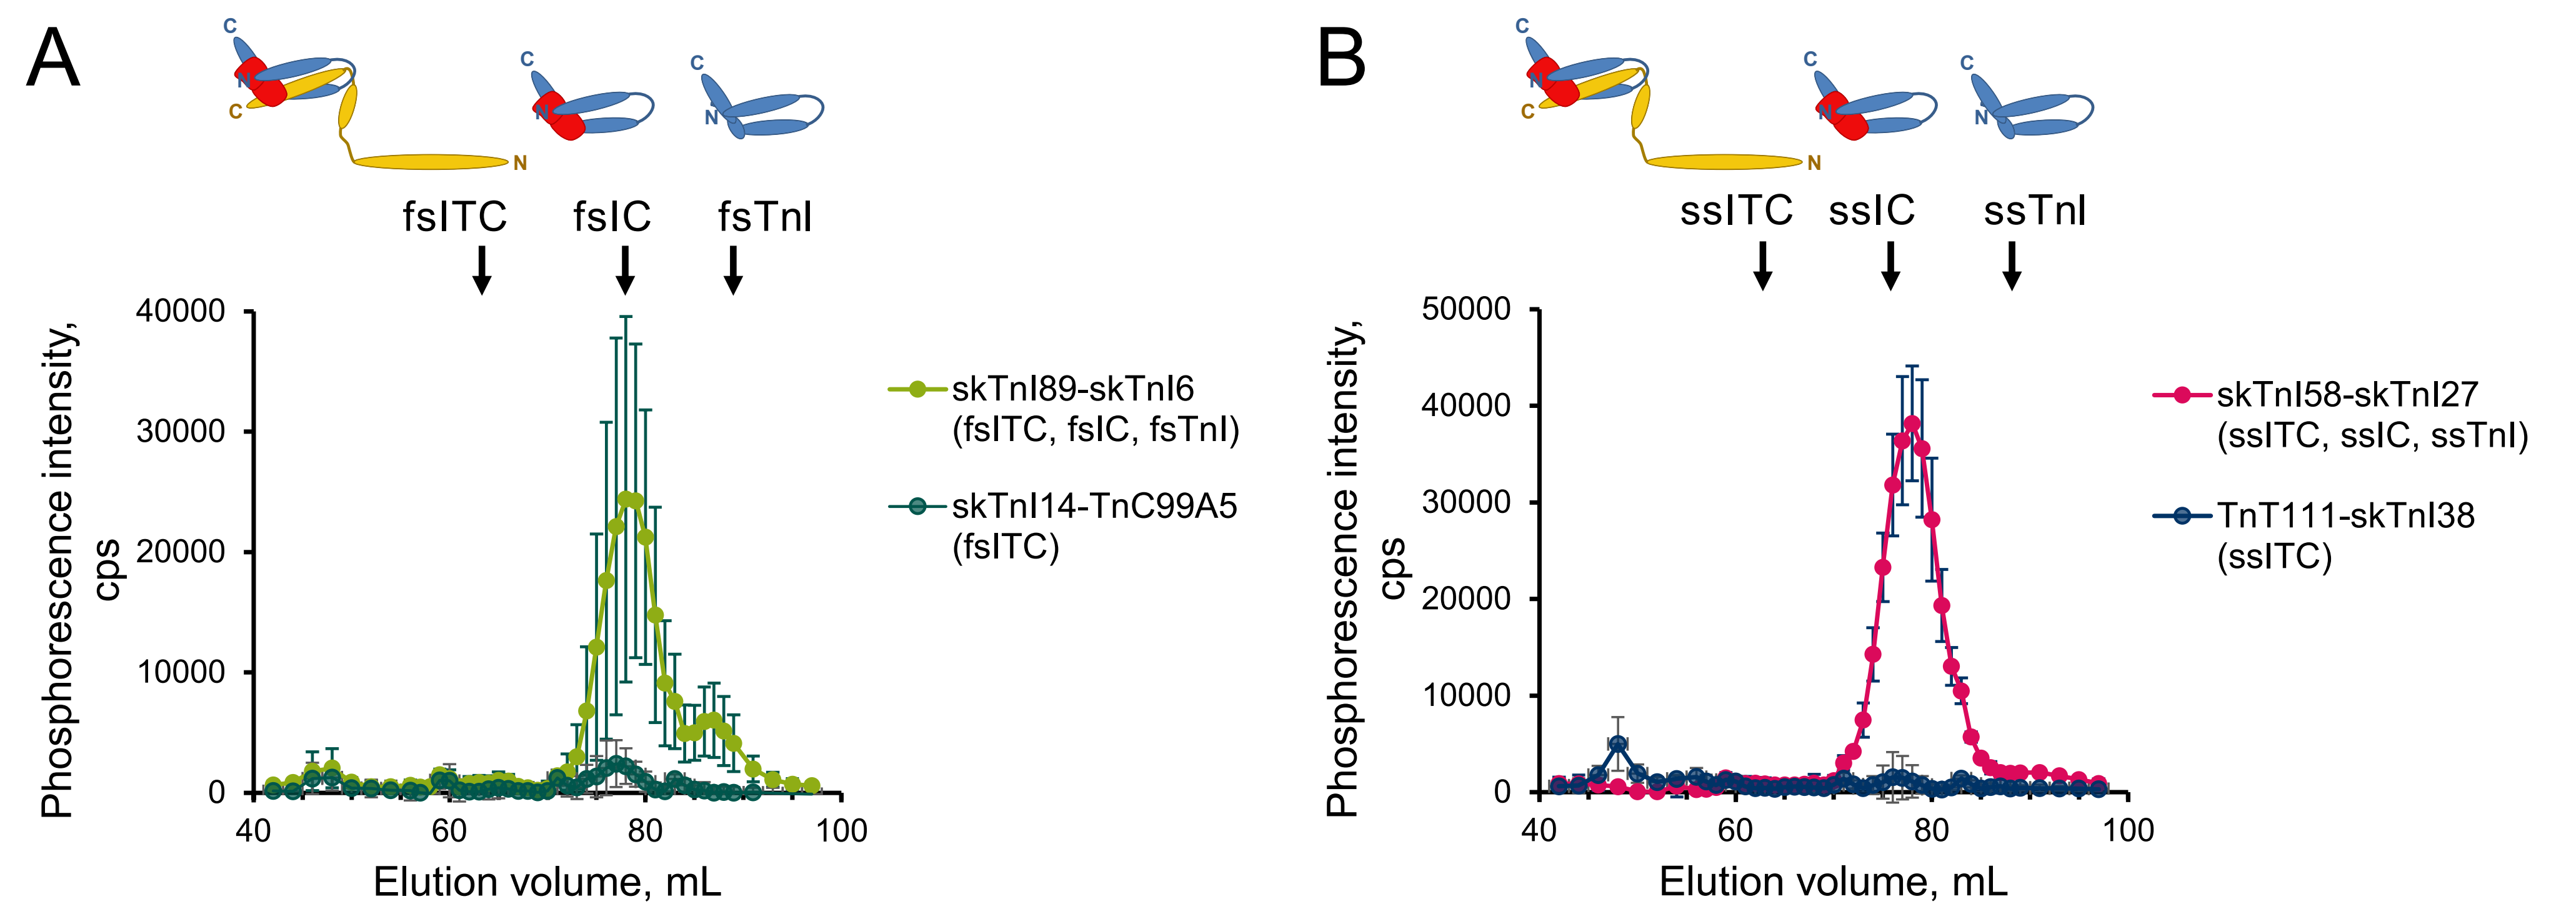 A
C
N
C
N
C
N
C
N
fsITC
fsIC
fsTnI
40000
30000
20000
10000
0
40
60
80
100
Phosphorescence intensity,
cps
Elution volume, mL
skTnI89-skTnI6
(fsITC, fsIC, fsTnI)
skTnI14-TnC99A5
(fsITC)
B
C
N
C
N
C
N
C
N
ssITC
ssIC
ssTnI
50000
40000
30000
20000
10000
0
40
60
80
100
Phosphorescence intensity,
cps
Elution volume, mL
skTnI58-skTnI27
(ssITC, ssIC, ssTnI)
TnT111-skTnI38
(ssITC)